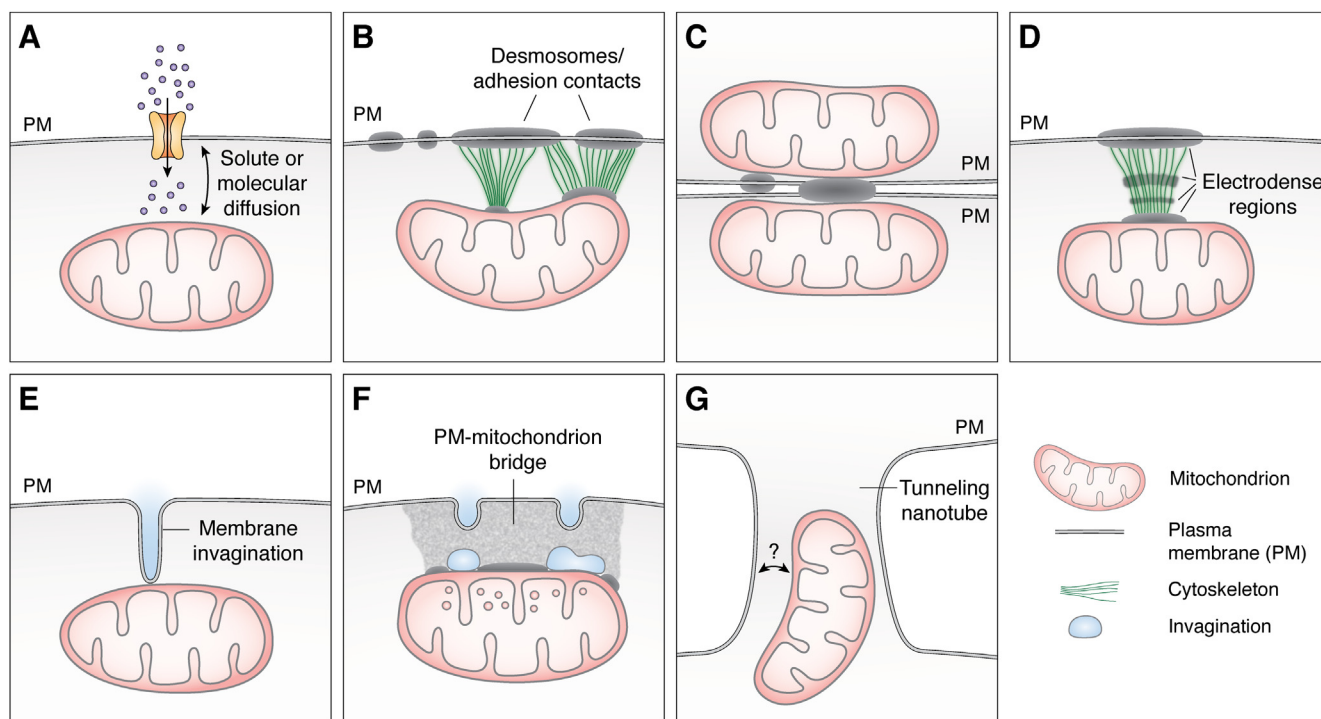 A
PM
Solute or
molecular
diffusion
B
Desmosomes/
adhesion contacts
PM
C
PM
PM
D
PM
Electrodense
regions
E
PM
Membrane
invagination
F
PM-mitochondrion
bridge
PM
G
PM
Tunneling
nanotube
?
Mitochondrion
Plasma
membrane (PM)
Cytoskeleton
Invagination